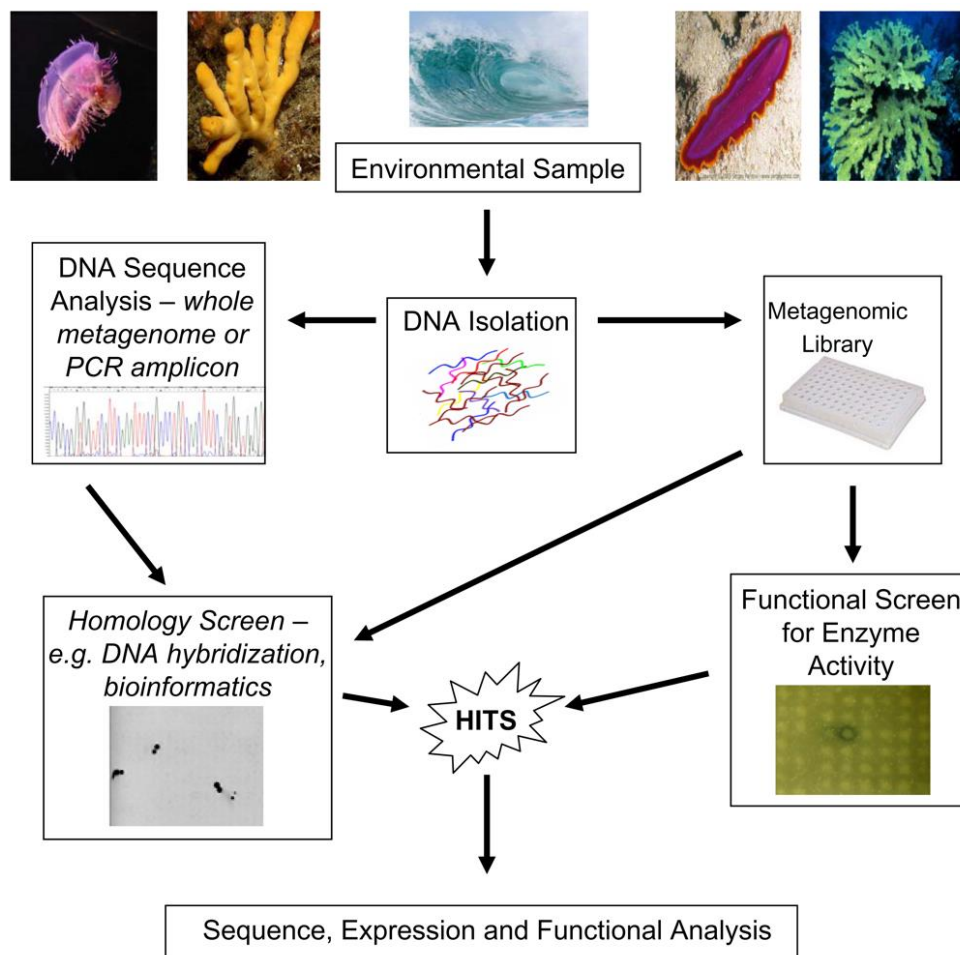 Environmental Sample
DNA Sequence
Analysis – whole
metagenome or
PCR amplicon
DNA Isolation
Metagenomic
Library
Homology Screen –
e.g. DNA hybridization,
bioinformatics
Functional Screen
for Enzyme
Activity
HITS
Sequence, Expression and Functional Analysis